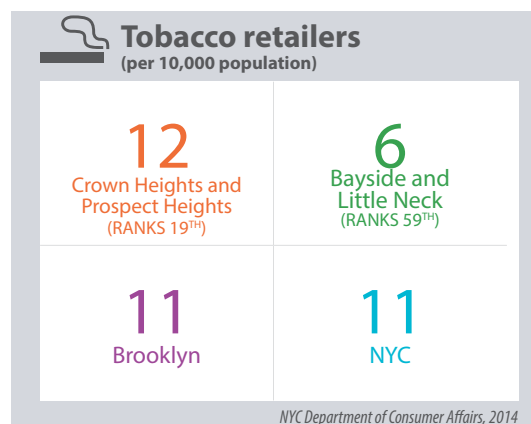 Tobacco retailers
(per 10,000 population)
12
Crown Heights and
Prospect Heights
(RANKS 19TH)
6
Bayside and
Little Neck
(RANKS 59TH)
11
Brooklyn
11
NYC
NYC Department of Consumer Affairs, 2014